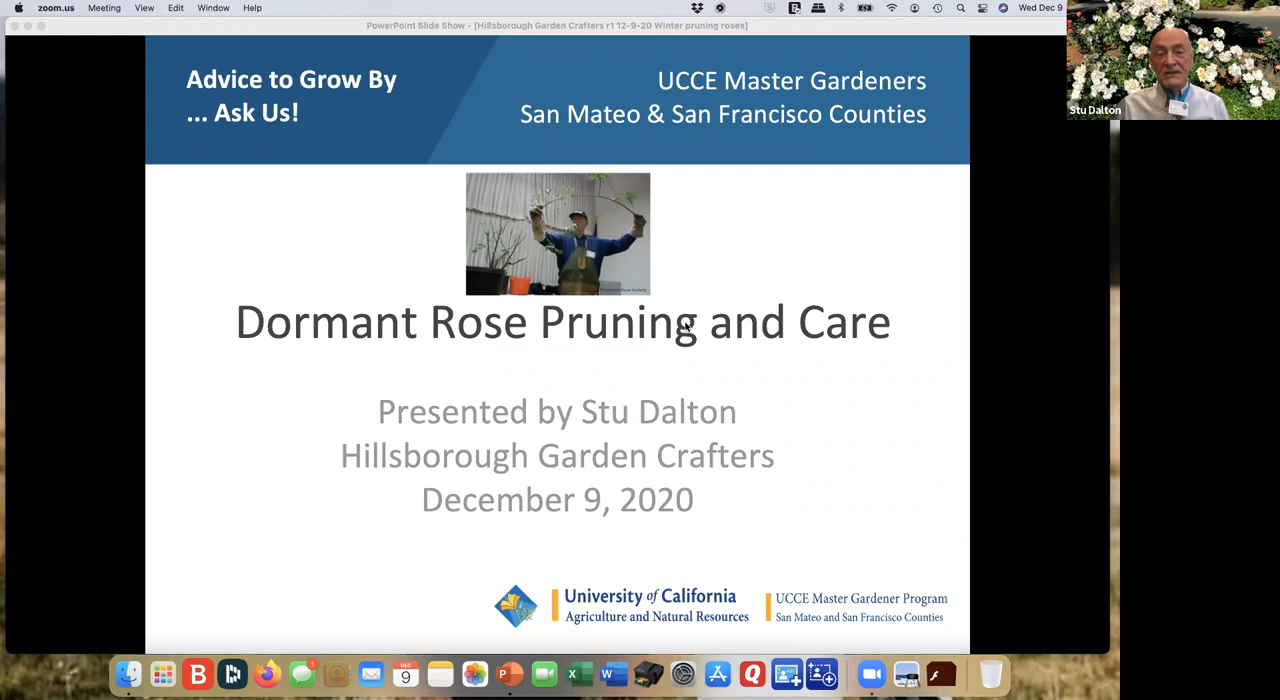 zoom.us Meeting View Edit Window Help
Wed Dec 9
PowerPoint Slide Show - [Hillsborough Garden Crafters r1 12-9-20 Winter pruning roses]
Stu Dalton
Advice to Grow By
... Ask Us!
UCCE Master Gardeners
San Mateo & San Francisco Counties
Dormant Rose Pruning and Care
Presented by Stu Dalton
Hillsborough Garden Crafters
December 9, 2020
University of California
Agriculture and Natural Resources
UCCE Master Gardener Program
San Mateo and San Francisco Counties
B
1
DEC
9
P
X
W
Q